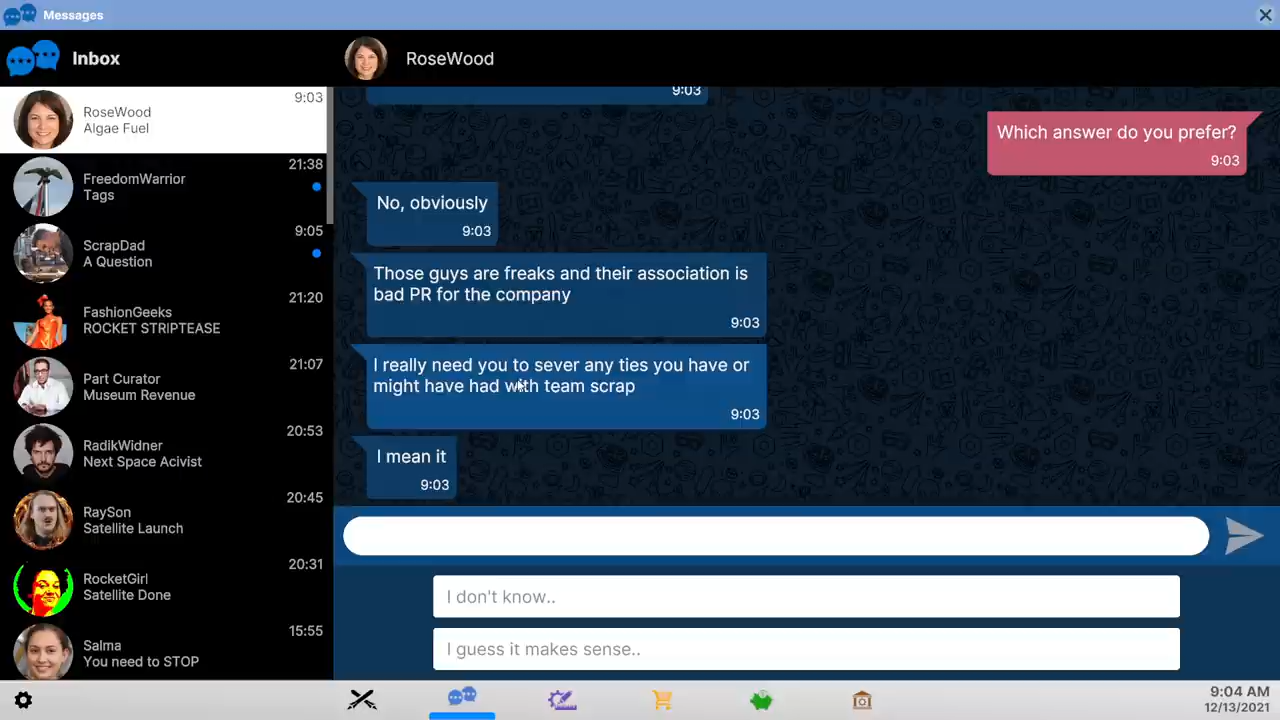 Messages
Inbox
RoseWood
RoseWood
9:03
Algae Fuel
FreedomWarrior
21:38
Tags
ScrapDad
9:05
A Question
FashionGeeks
21:20
ROCKET STRIPTEASE
Part Curator
21:07
Museum Revenue
RadikWidner
20:53
Next Space Acivist
RaySon
20:45
Satellite Launch
RocketGirl
20:31
Satellite Done
Salma
15:55
You need to STOP
9:03
Which answer do you prefer?
9:03
No, obviously
9:03
Those guys are freaks and their association is
bad PR for the company
9:03
I really need you to sever any ties you have or
might have had with team scrap
9:03
I mean it
9:03
I don't know..
I guess it makes sense..
9:04 AM
12/13/2021